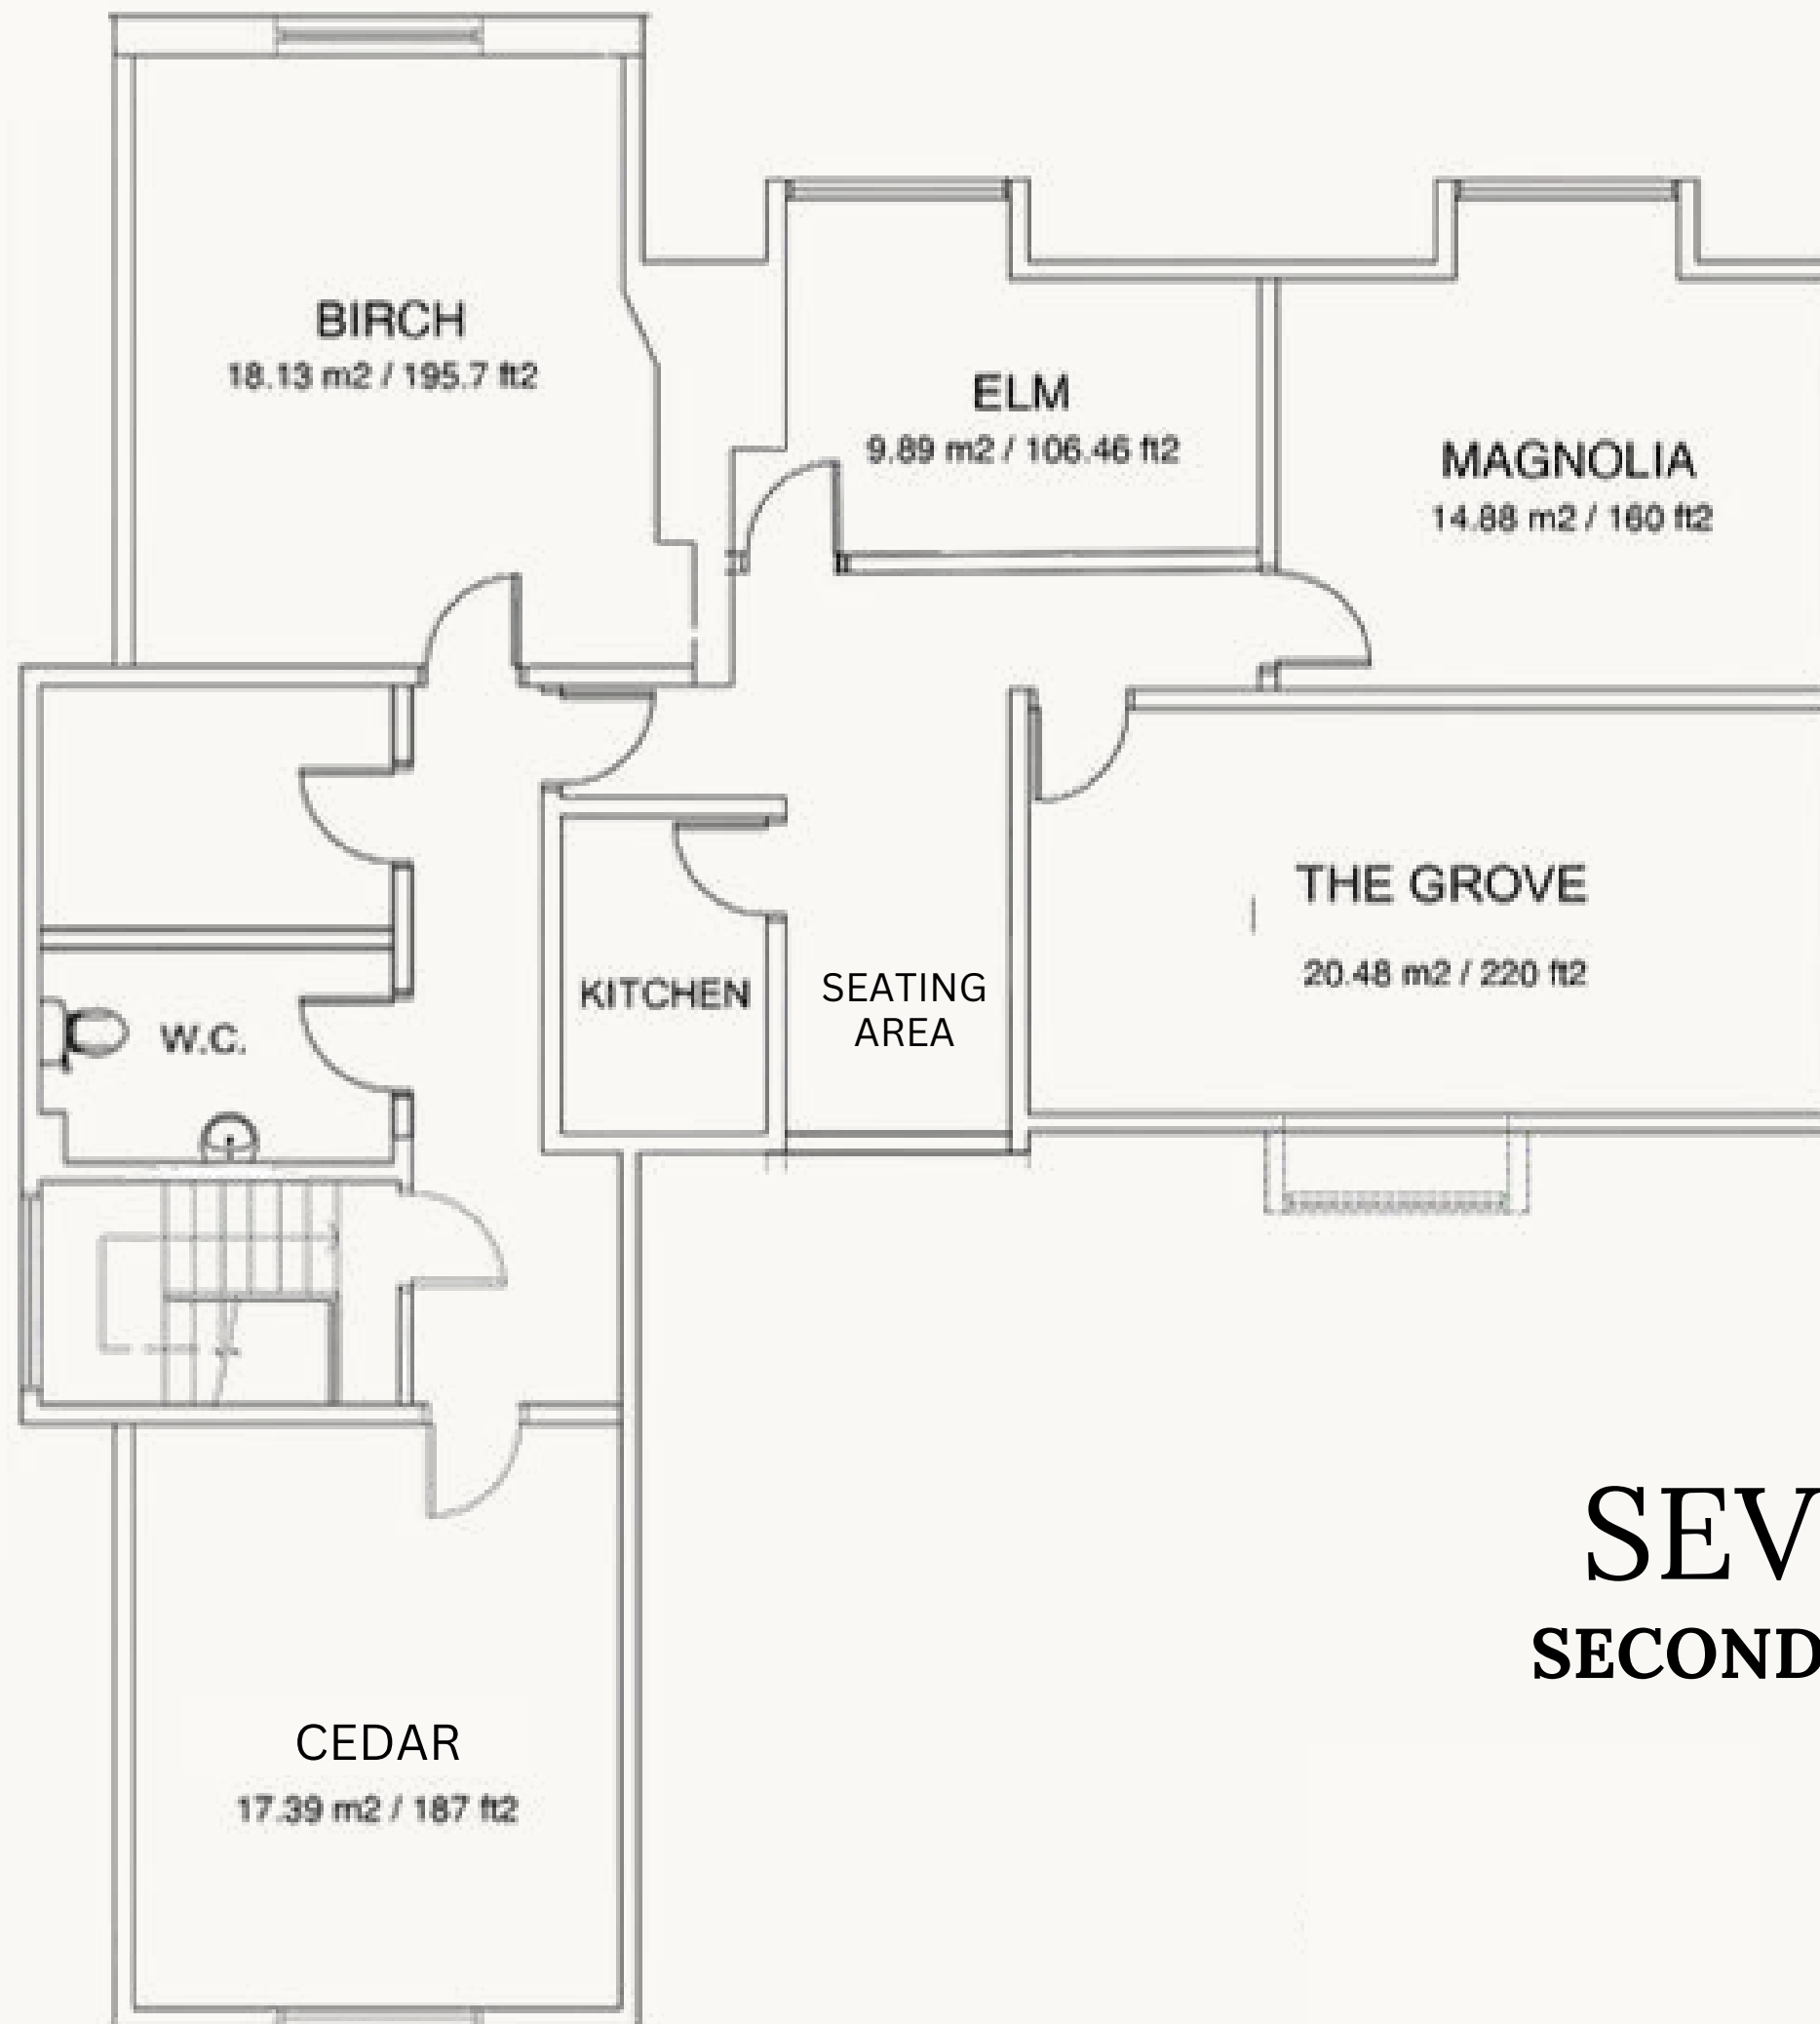 BIRCH
18.13 m2 / 195.7 ft2
ELM
9.89 m2 / 106.46 ft2
MAGNOLIA
14.88 m2 / 160 ft2
THE GROVE
20.48 m2 / 220 ft2
KITCHEN
SEATING
AREA
W.C.
CEDAR
17.39 m2 / 187 ft2
SEV
SECOND